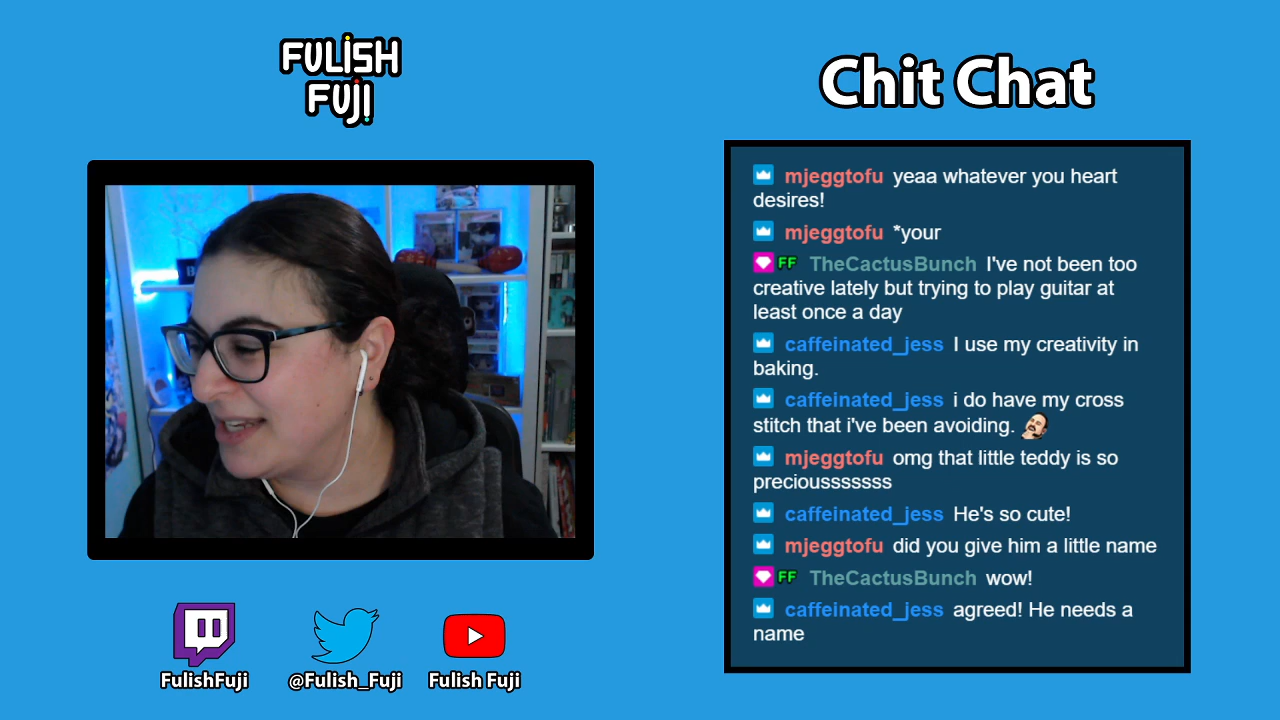 FULISH
FUJI
Chit Chat
mjeggtofu yeaa whatever you heart
desires!
mjeggtofu *your
FF TheCactusBunch I've not been too
creative lately but trying to play guitar at
least once a day
caffeinated_jess I use my creativity in
baking.
caffeinated_jess i do have my cross
stitch that i've been avoiding.
mjeggtofu omg that little teddy is so
preciousssssss
caffeinated_jess He's so cute!
mjeggtofu did you give him a little name
FF TheCactusBunch wow!
caffeinated_jess agreed! He needs a
name
FulishFuji
@Fulish_Fuji
Fulish Fuji